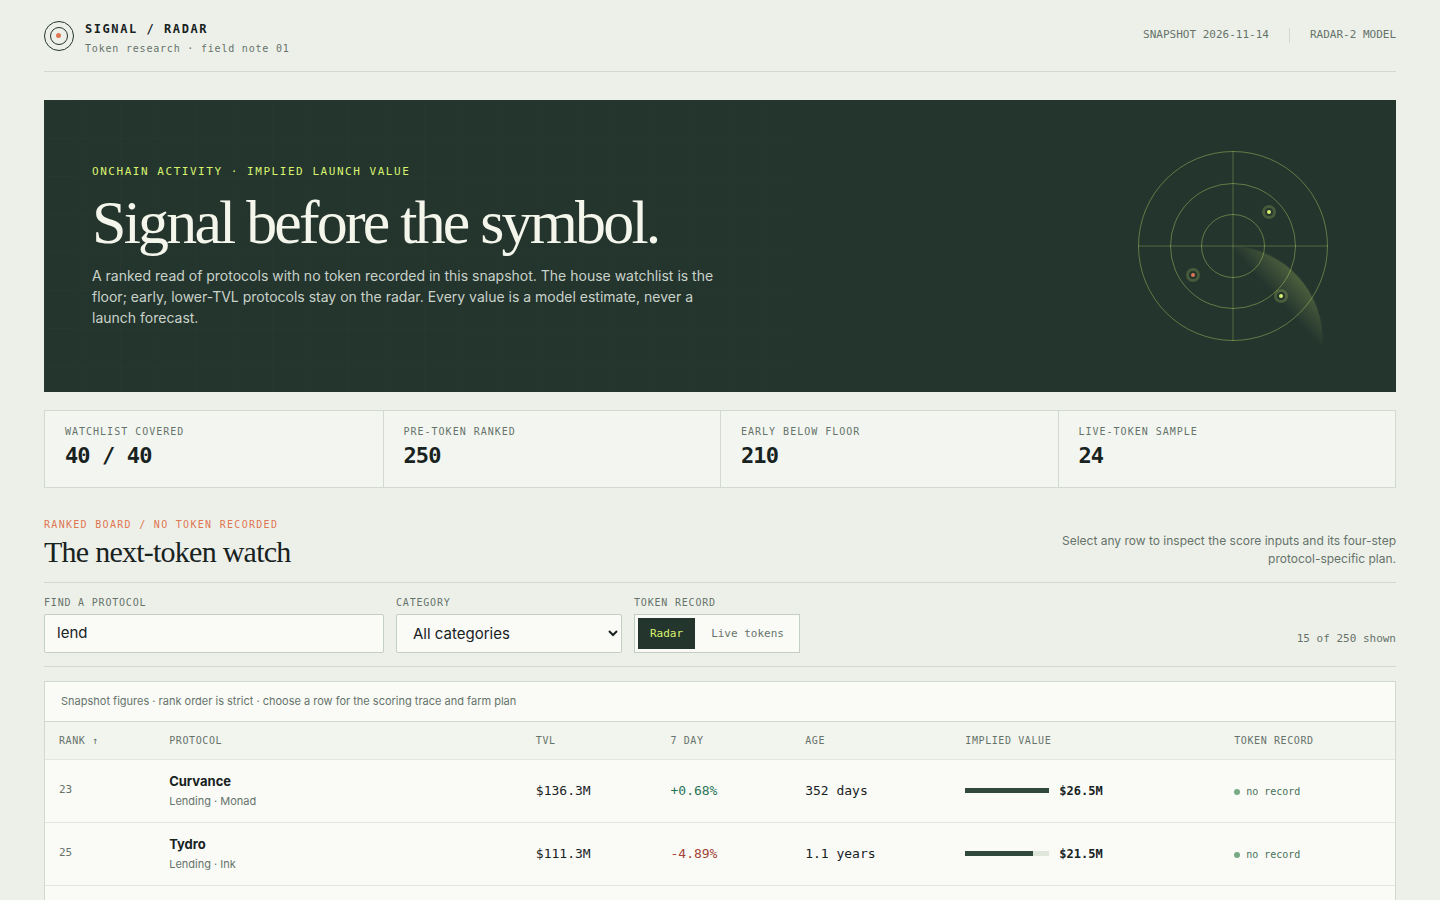 SIGNAL / RADAR
Token research · field note 01
SNAPSHOT 2026-11-14
RADAR-2 MODEL
ONCHAIN ACTIVITY · IMPLIED LAUNCH VALUE
Signal before the symbol.
A ranked read of protocols with no token recorded in this snapshot. The house watchlist is the
floor; early, lower-TVL protocols stay on the radar. Every value is a model estimate, never a
launch forecast.
WATCHLIST COVERED
40 / 40
PRE-TOKEN RANKED
250
EARLY BELOW FLOOR
210
LIVE-TOKEN SAMPLE
24
RANKED BOARD / NO TOKEN RECORDED
The next-token watch
Select any row to inspect the score inputs and its four-step
protocol-specific plan.
FIND A PROTOCOL
lend
CATEGORY
All categories
TOKEN RECORD
Radar
Live tokens
15 of 250 shown
Snapshot figures · rank order is strict · choose a row for the scoring trace and farm plan
RANK ↑ PROTOCOL TVL 7 DAY AGE IMPLIED VALUE TOKEN RECORD
23 Curvance $136.3M +0.68% 352 days $26.5M no record
Lending · Monad
25 Tydro $111.3M -4.89% 1.1 years $21.5M no record
Lending · Ink